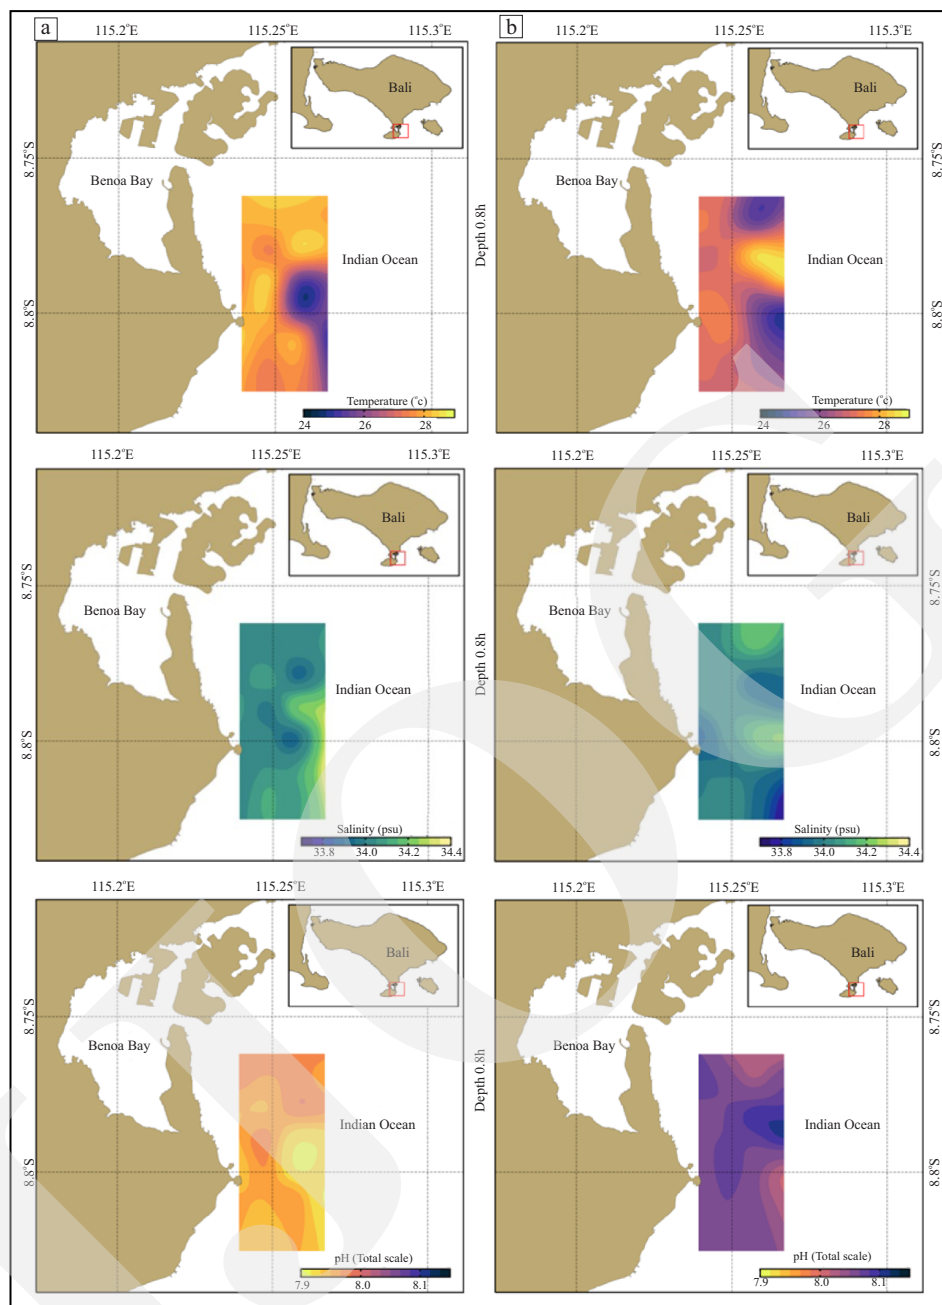 a
115.2°E 115.25°E 115.3°E
Bali
8.75°S
Benoa Bay
Indian Ocean
8.8°S
Temperature (°c)
24 26 28
Depth 0.8h
b
115.2°E 115.25°E 115.3°E
Bali
8.75°S
Benoa Bay
Indian Ocean
8.8°S
Temperature (°c)
24 26 28
115.2°E 115.25°E 115.3°E
Bali
8.75°S
Benoa Bay
Indian Ocean
8.8°S
Salinity (psu)
33.8 34.0 34.2 34.4
Depth 0.8h
115.2°E 115.25°E 115.3°E
Bali
8.75°S
Benoa Bay
Indian Ocean
8.8°S
Salinity (psu)
33.8 34.0 34.2 34.4
115.2°E 115.25°E 115.3°E
Bali
8.75°S
Benoa Bay
Indian Ocean
8.8°S
pH (Total scale)
7.9 8.0 8.1
Depth 0.8h
115.2°E 115.25°E 115.3°E
Bali
8.75°S
Benoa Bay
Indian Ocean
8.8°S
pH (Total scale)
7.9 8.0 8.1